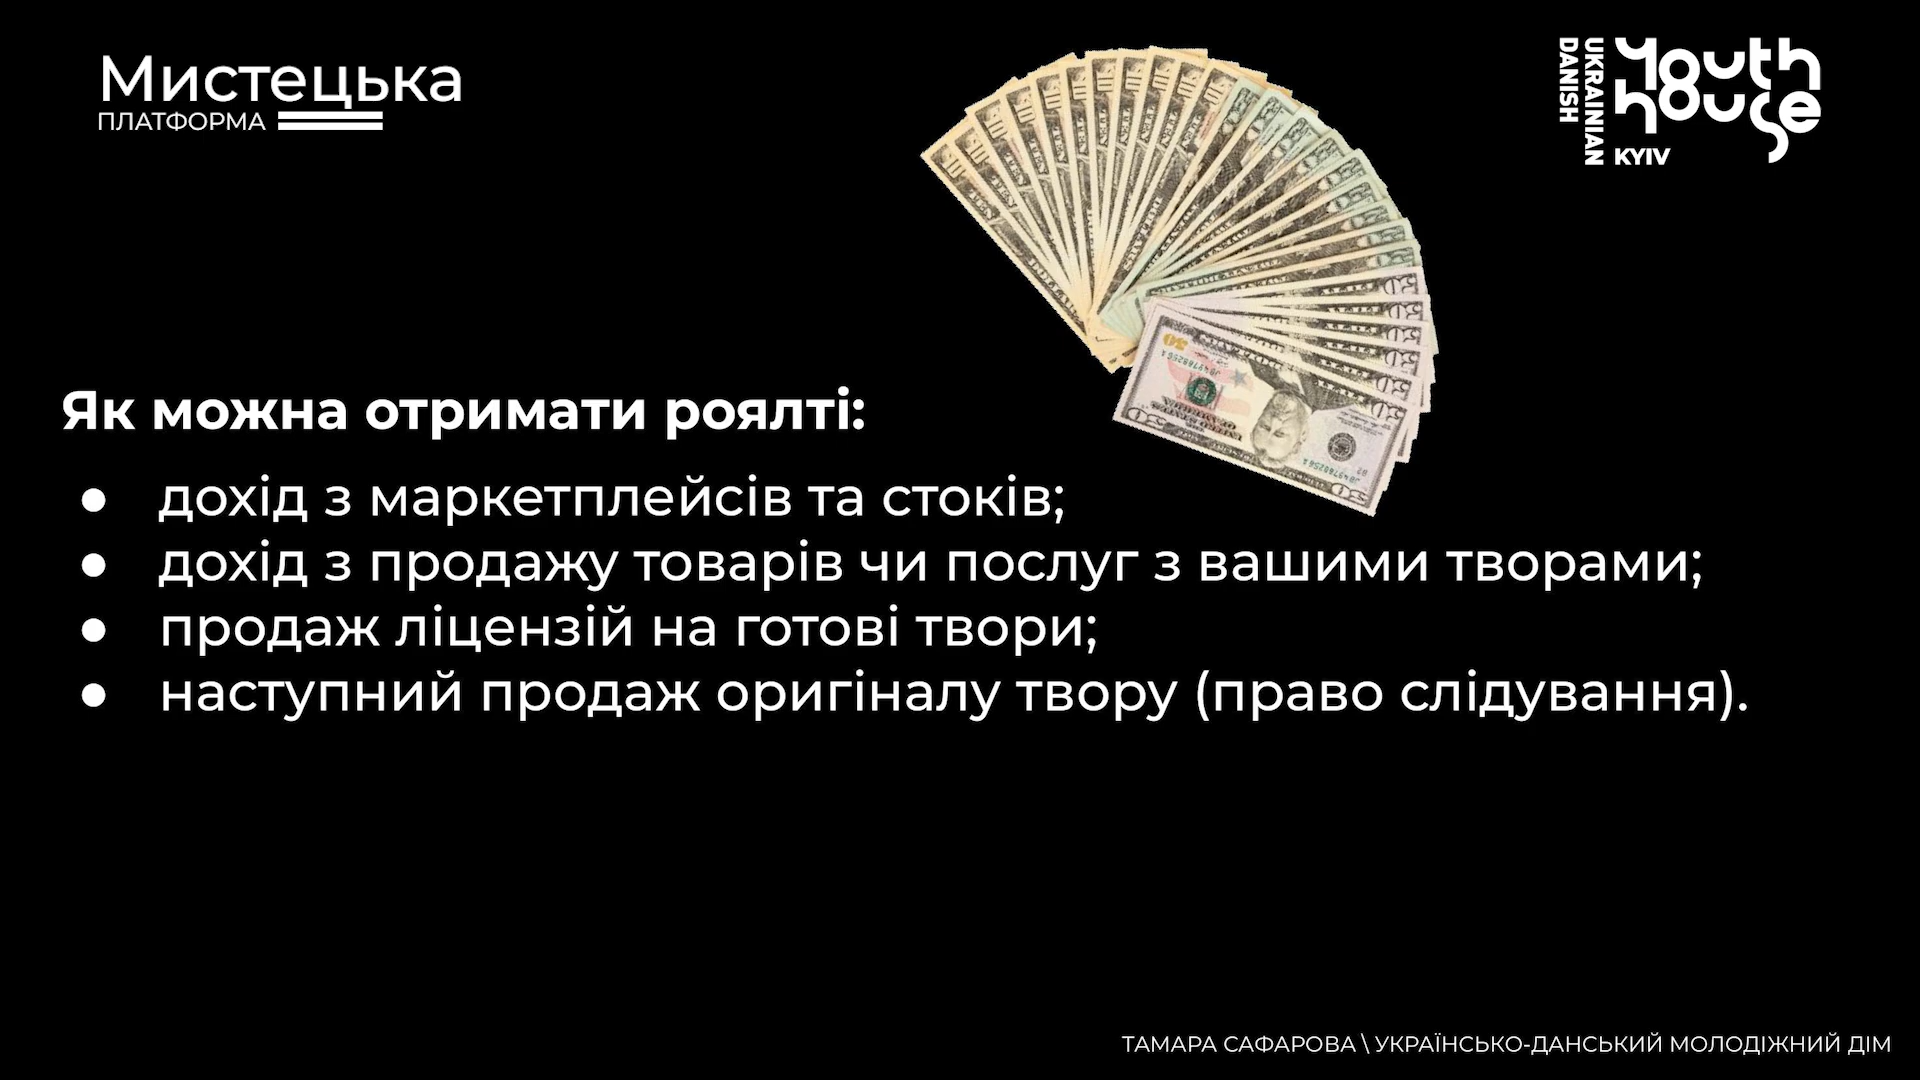 Мистецька
ПЛАТФОРМА
UKRAINIAN
DANISH
Youth
house
KYIV
Як можна отримати роялті:
● дохід з маркетплейсів та стоків;
● дохід з продажу товарів чи послуг з вашими творами;
● продаж ліцензій на готові твори;
● наступний продаж оригіналу твору (право слідування).
ТАМАРА САФАРОВА \ УКРАЇНСЬКО-ДАНСЬКИЙ МОЛОДІЖНИЙ ДІМ